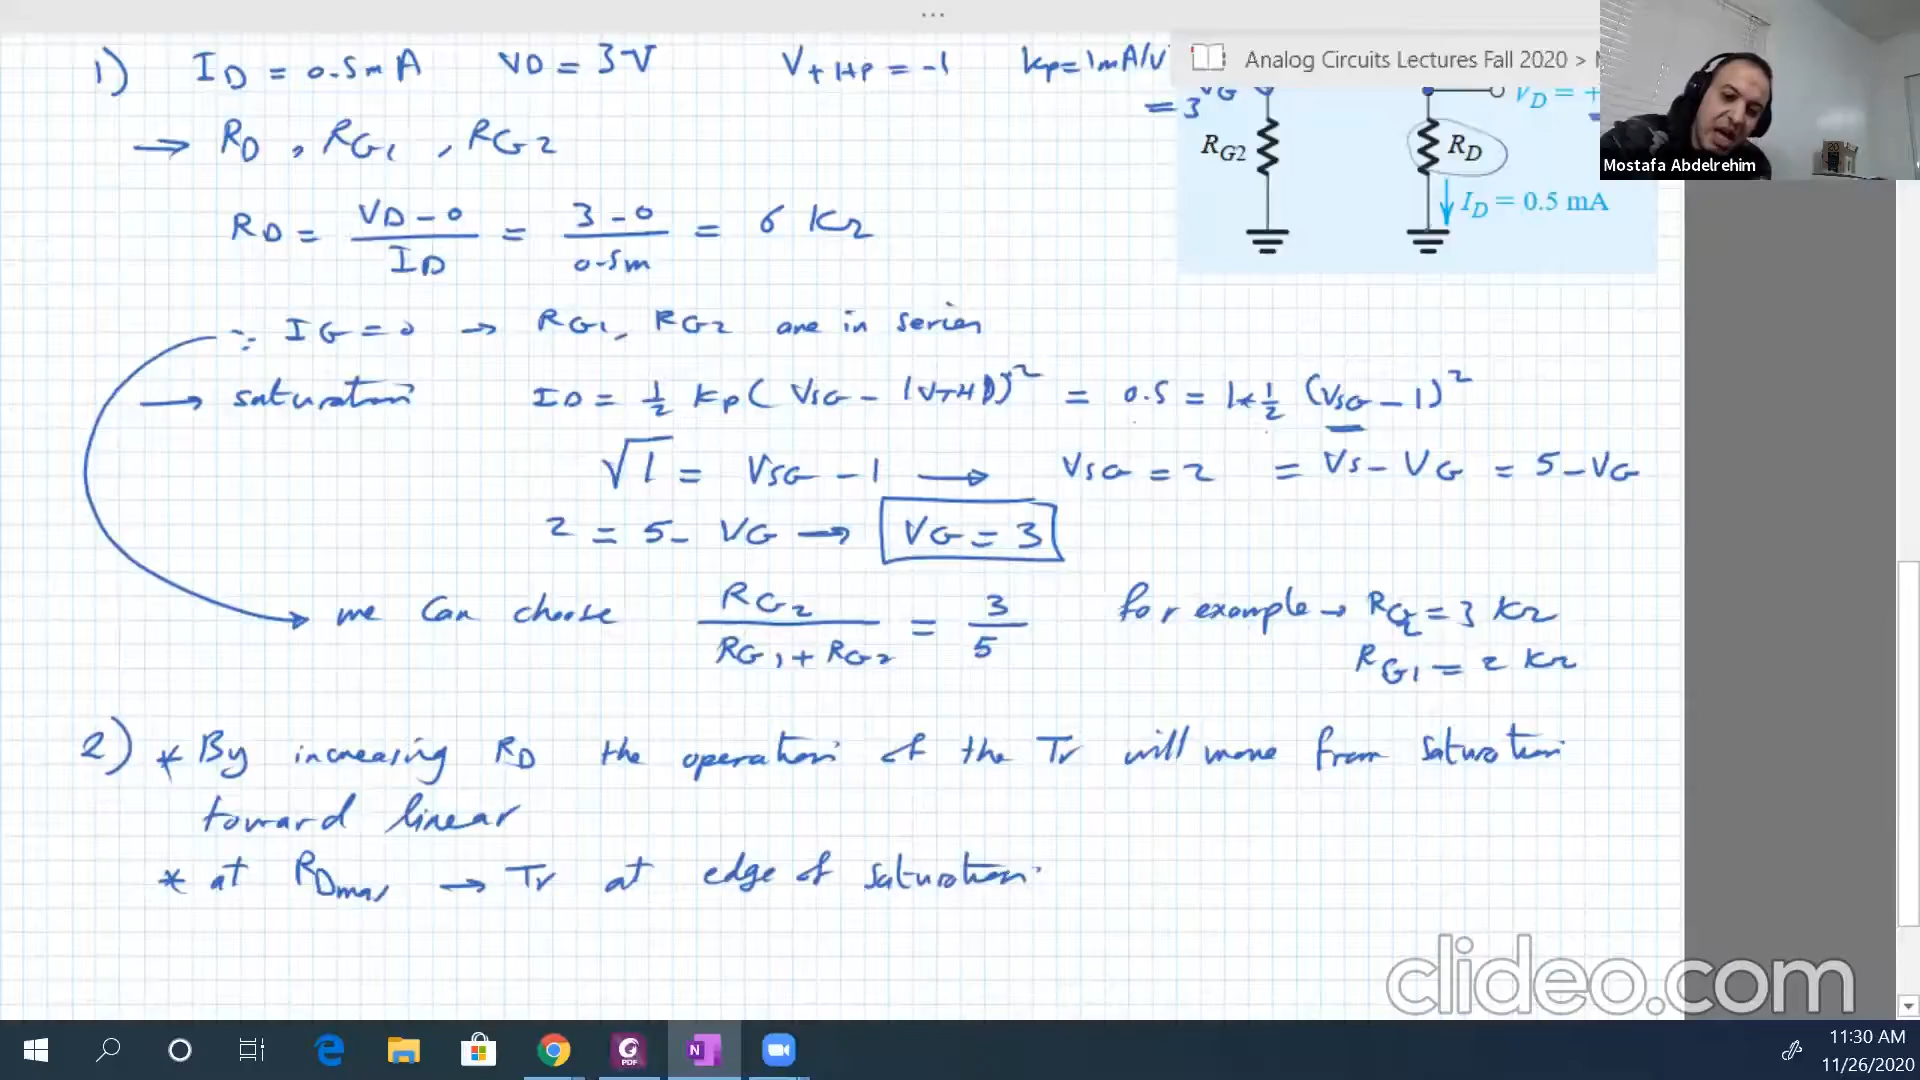 ...
1) ID = 0.5mA VD = 3V VtHP = -1 kp=1mA/V
→ RD , RG1 , RG2
RD = (VD - 0)/ID = (3 - 0)/0.5m = 6 KΩ
∵ IG = 0 → RG1, RG2 are in series
→ saturation ID = 1/2 kp( VSG - |VTHP|)^2 = 0.5 = 1*1/2 (VSG - 1)^2
√1 = VSG - 1 → VSG = 2 = VS - VG = 5 - VG
2 = 5 - VG → VG = 3
we can choose RG2/(RG1 + RG2) = 3/5 for example → RG2 = 3 KΩ
RG1 = 2 KΩ
2) * By increasing RD the operation of the Tr will move from saturation
toward linear
* at RDmax → Tr at edge of saturation
Analog Circuits Lectures Fall 2020 >
VG
= 3
VD = +
RG2
RD
ID = 0.5 mA
Mostafa Abdelrehim
clideo.com
PDF
N
11:30 AM
11/26/2020